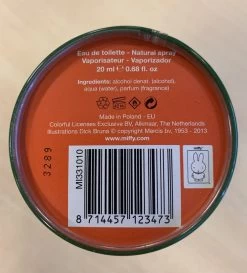 Eau de toilette - Natural spray
Vaporisateur - Vaporizador
20 ml ℮ 0.68 fl. oz
ingredients: alcohol denat. (alcohol),
aqua (water), parfum (fragrance)
Made in Poland - EU
Colorful Licenses Exclusive BV, Alkmaar, The Netherlands
Illustrations Dick Bruna © copyright Mercis bv, 1953 - 2013
www.miffy.com
3289
MI331010
miffy
8 714457 123473